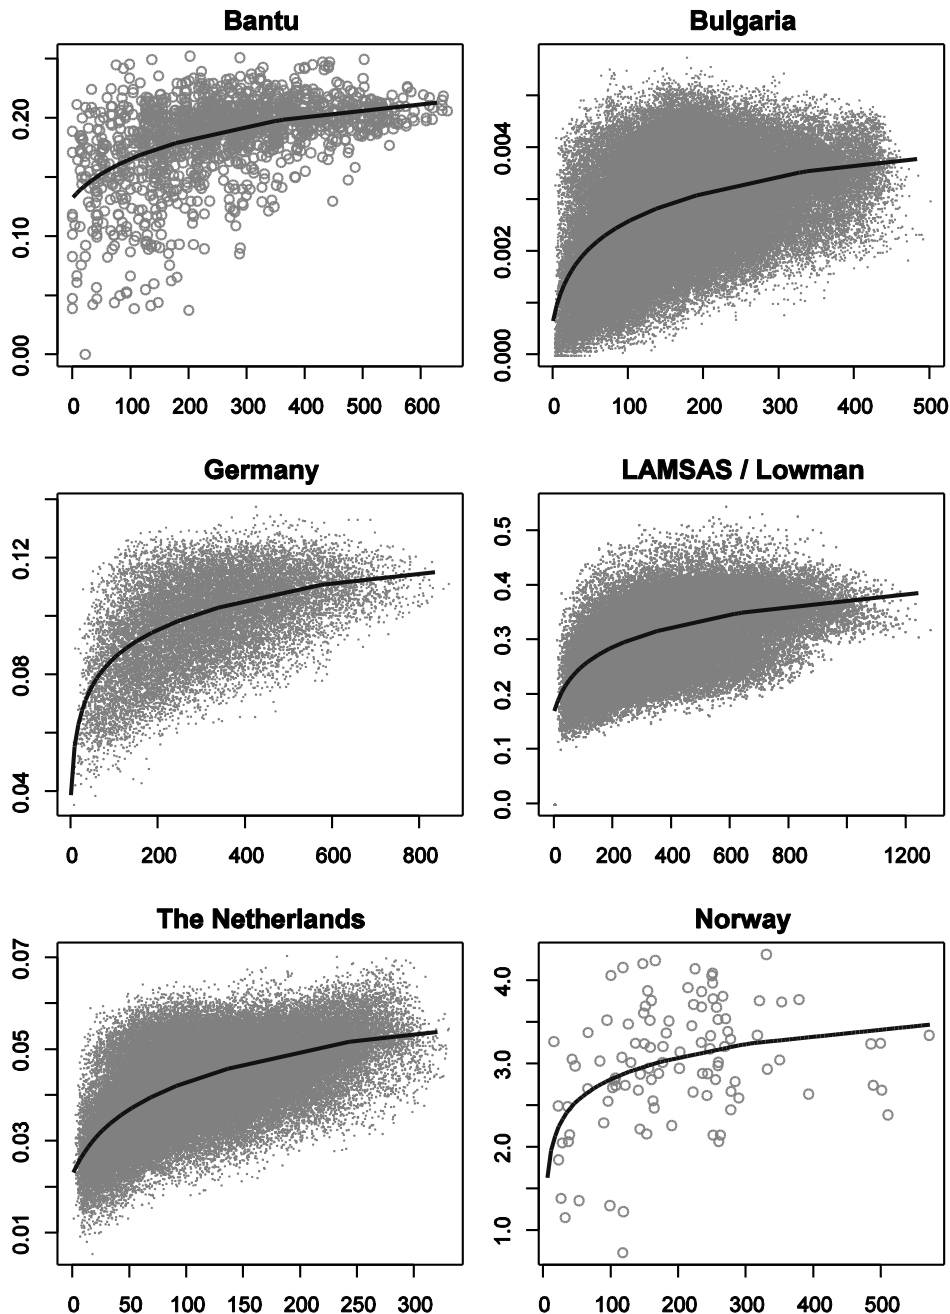 Bantu
0.00 0.10 0.20
0 100 200 300 400 500 600
Bulgaria
0.000 0.002 0.004
0 100 200 300 400 500
Germany
0.04 0.08 0.12
0 200 400 600 800
LAMSAS / Lowman
0.0 0.1 0.2 0.3 0.4 0.5
0 200 400 600 800 1200
The Netherlands
0.01 0.03 0.05 0.07
0 50 100 150 200 250 300
Norway
1.0 2.0 3.0 4.0
0 100 200 300 400 500